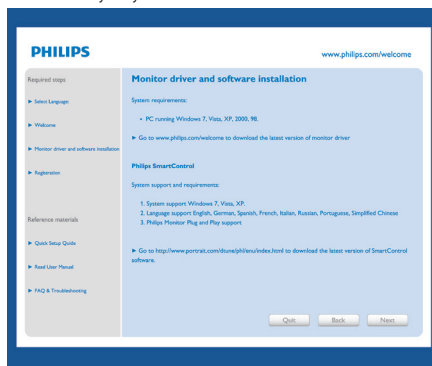 PHILIPS
www.philips.com/welcome
Required steps
► Select Language
► Welcome
► Monitor driver and software installation
► Registration
Reference materials
► Quick Setup Quide
► Read User Manual
► FAQ & Troubleshooting
Monitor driver and software installation
System requirements:
• PC running Windows 7, Vista, XP, 2000, 98.
► Go to www.philips.com/welcome to download the latest version of monitor driver
Philips SmartControl
System support and requirements:
1. System support Windows 7, Vista, XP.
2. Language support English, German, Spanish, French, Italian, Russian, Portuguese, Simplified Chinese
3. Philips Monitor Plug and Play support
► Go to http://www.portrait.com/dtune/phl/enu/index.html to download the latest version of SmartControl
software.
Quit
Back
Next